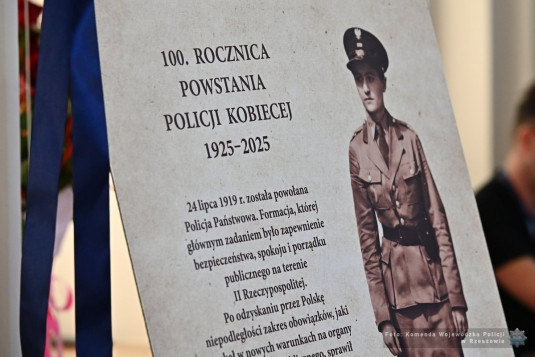 100. ROCZNICA
POWSTANIA
POLICJI KOBIECEJ
1925-2025
24 lipca 1919 r. została powołana
Policja Państwowa. Formacja, której
głównym zadaniem było zapewnienie
bezpieczeństwa, spokoju i porządku
publicznego na terenie
II Rzeczypospolitej.
Po odzyskaniu przez Polskę
niepodległości zakres obowiązków, jaki
w nowych warunkach na organy
sprawił
Foto: Komenda Wojewódzka Policji
w Rzeszowie